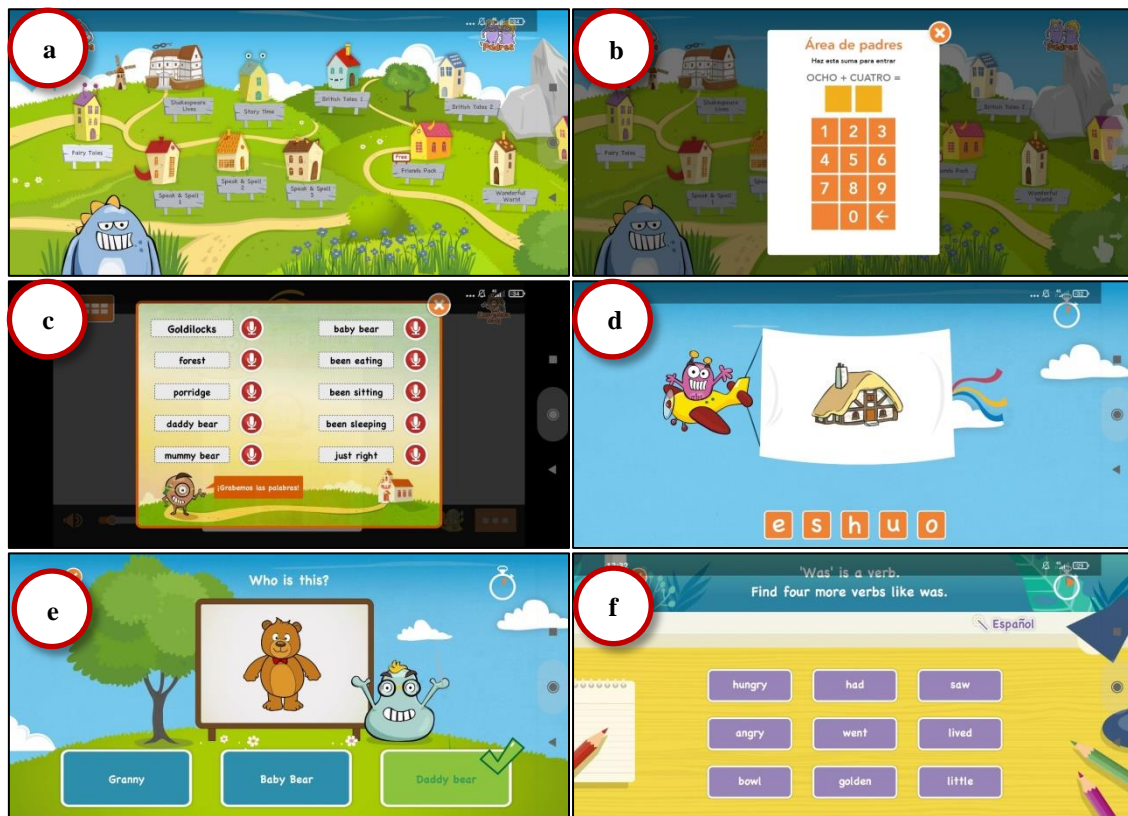 a
Padres
Shakespeare
Lives
Story Time
British Tales 1
British Tales 2
Fairy Tales
Free
Friends Pack
Speak & Spell
1
Speak & Spell
2
Speak & Spell
3
Wonderful
World
b
Área de padres
Haz esta suma para entrar
OCHO + CUATRO =
1 2 3
4 5 6
7 8 9
0
c
Goldilocks
baby bear
forest
been eating
porridge
been sitting
daddy bear
been sleeping
mummy bear
just right
¡Grabemos las palabras!
d
e s h u o
e
Who is this?
Granny
Baby Bear
Daddy bear
f
'Was' is a verb.
Find four more verbs like was.
Español
hungry had saw
angry went lived
bowl golden little